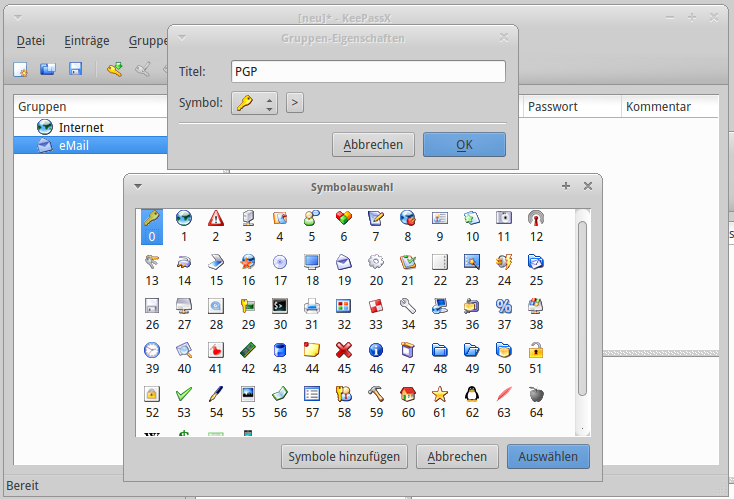 [neu]* - KeePassX
Datei Einträge Gruppe
Gruppen-Eigenschaften
Titel: PGP
Symbol: >
Abbrechen OK
Gruppen Passwort Kommentar
Internet
eMail
Symbolauswahl
0 1 2 3 4 5 6 7 8 9 10 11 12
13 14 15 16 17 18 19 20 21 22 23 24 25
26 27 28 29 30 31 32 33 34 35 36 37 38
39 40 41 42 43 44 45 46 47 48 49 50 51
52 53 54 55 56 57 58 59 60 61 62 63 64
Symbole hinzufügen Abbrechen Auswählen
Bereit